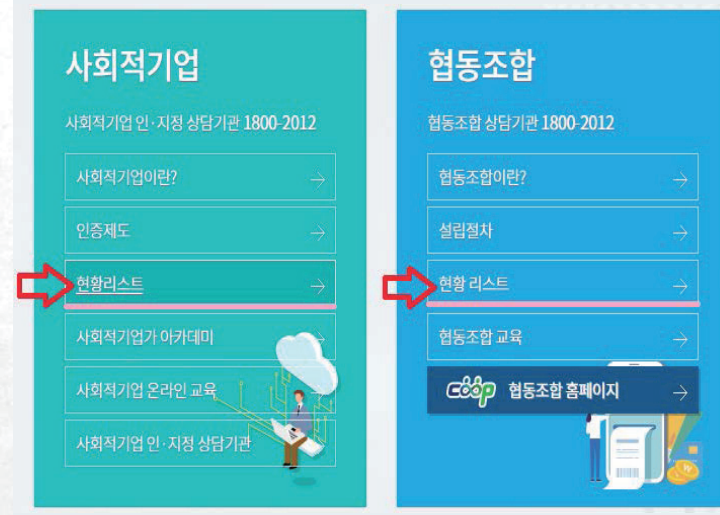 사회적기업
사회적기업 인·지정 상담기관 1800-2012
사회적기업이란?
인증제도
현황리스트
사회적기업가 아카데미
사회적기업 온라인 교육
사회적기업 인·지정 상담기관
협동조합
협동조합 상담기관 1800-2012
협동조합이란?
설립절차
현황 리스트
협동조합 교육
coop 협동조합 홈페이지